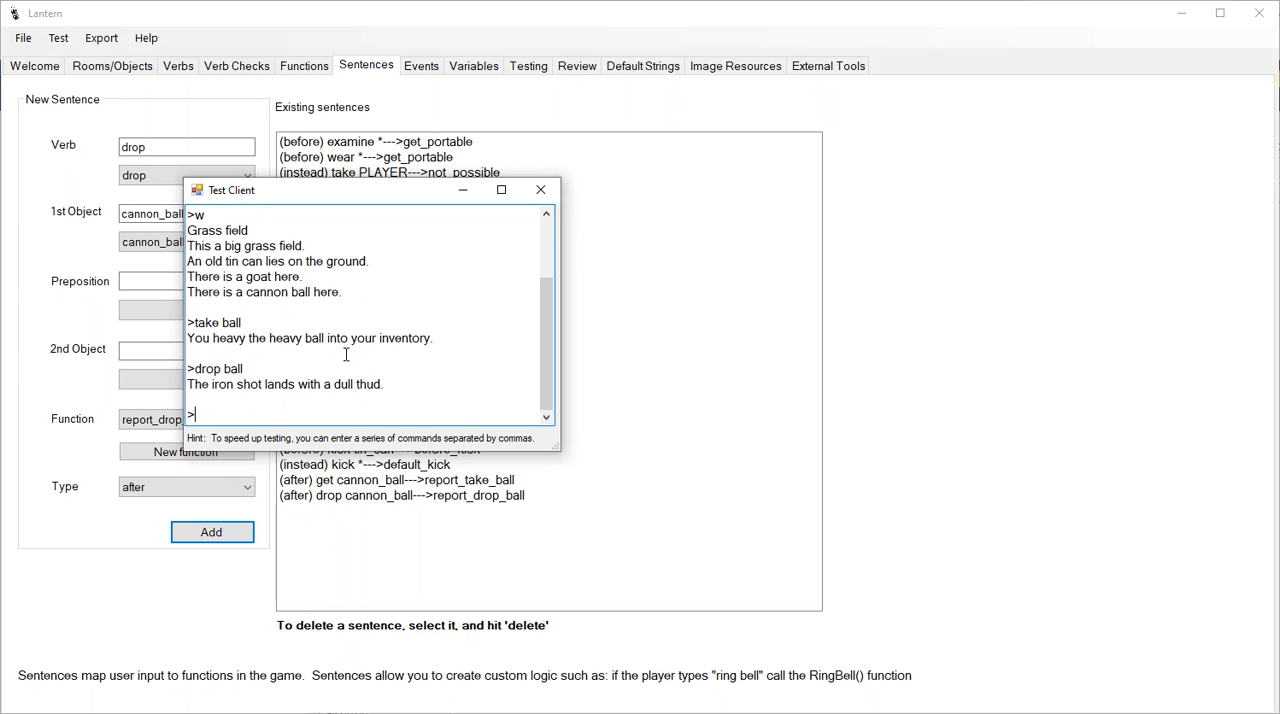 Lantern
File Test Export Help
Welcome Rooms/Objects Verbs Verb Checks Functions Sentences Events Variables Testing Review Default Strings Image Resources External Tools
New Sentence
Existing sentences
Verb drop
drop
1st Object cannon_ball
cannon_ball
Preposition
2nd Object
Function report_drop_
New function
Type after
Add
(before) examine *--->get_portable
(before) wear *--->get_portable
(instead) take PLAYER--->not_possible
Test Client
>w
Grass field
This a big grass field.
An old tin can lies on the ground.
There is a goat here.
There is a cannon ball here.
>take ball
You heavy the heavy ball into your inventory.
>drop ball
The iron shot lands with a dull thud.
>
Hint: To speed up testing, you can enter a series of commands separated by commas.
(instead) kick *--->default_kick
(after) get cannon_ball--->report_take_ball
(after) drop cannon_ball--->report_drop_ball
To delete a sentence, select it, and hit 'delete'
Sentences map user input to functions in the game. Sentences allow you to create custom logic such as: if the player types "ring bell" call the RingBell() function